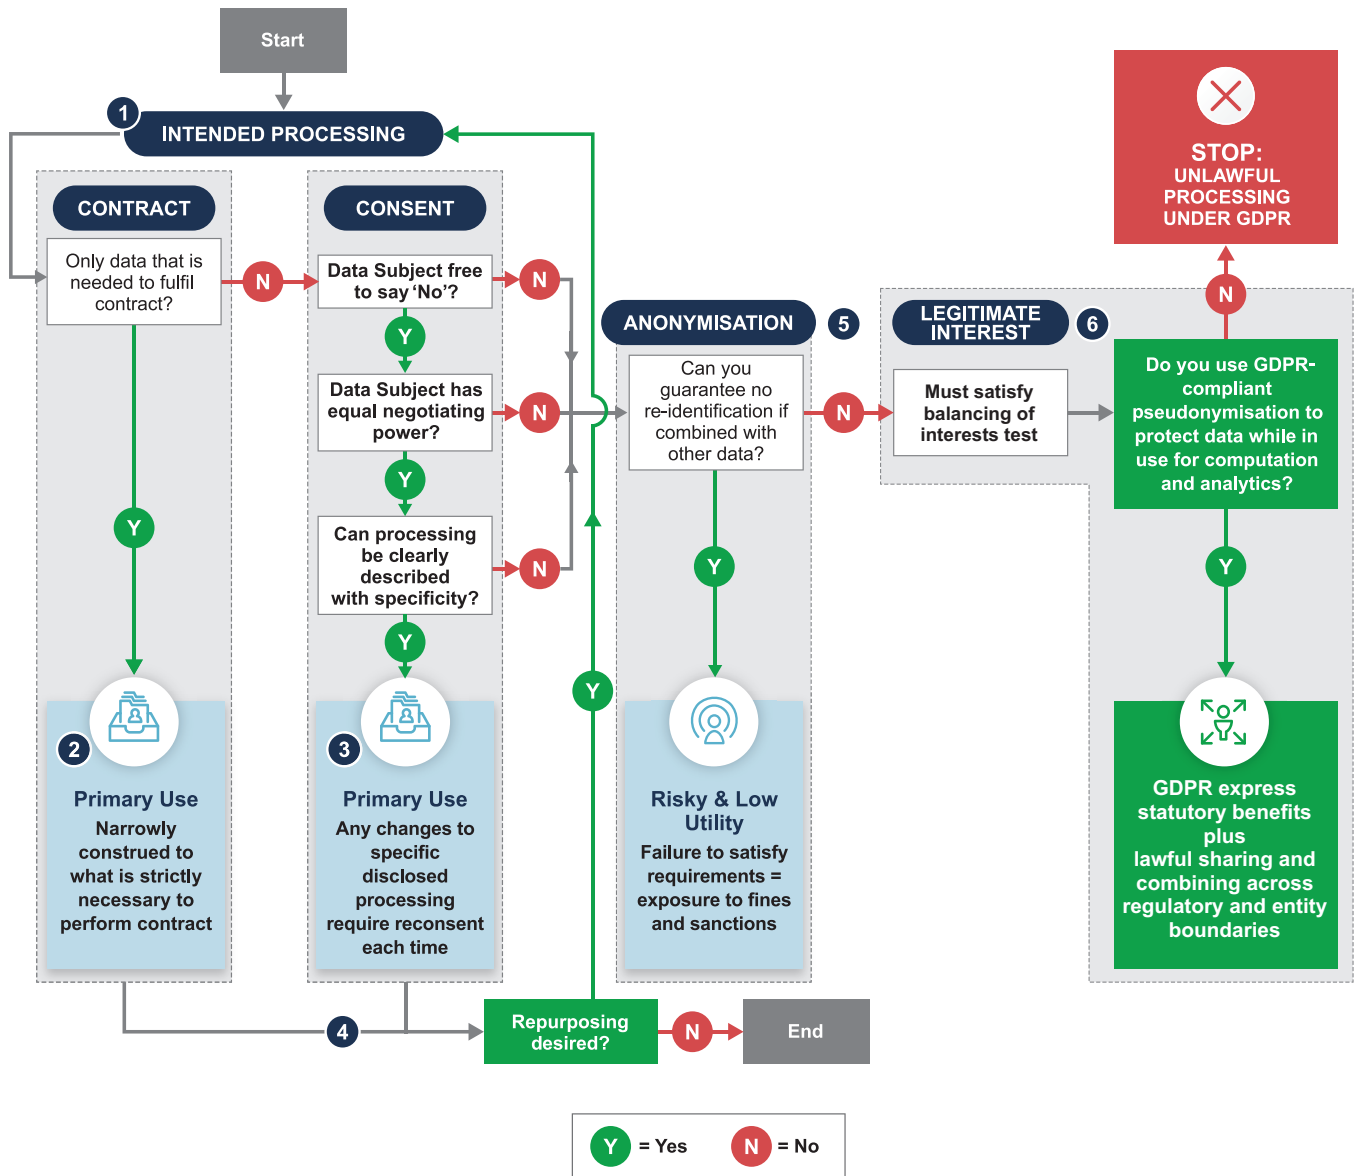 Start
1
INTENDED PROCESSING
CONTRACT
Only data that is
needed to fulfil
contract?
N
Y
2
Primary Use
Narrowly
construed to
what is strictly
necessary to
perform contract
CONSENT
Data Subject free
to say ‘No’?
N
Y
Data Subject has
equal negotiating
power?
N
Y
Can processing
be clearly
described
with specificity?
N
Y
3
Primary Use
Any changes to
specific
disclosed
processing
require reconsent
each time
4
Repurposing
desired?
Y
N
End
ANONYMISATION
5
Can you
guarantee no
re-identification if
combined with
other data?
N
Y
Risky & Low
Utility
Failure to satisfy
requirements =
exposure to fines
and sanctions
LEGITIMATE
INTEREST
6
Must satisfy
balancing of
interests test
Do you use GDPR-
compliant
pseudonymisation to
protect data while in
use for computation
and analytics?
N
STOP:
UNLAWFUL
PROCESSING
UNDER GDPR
Y
GDPR express
statutory benefits
plus
lawful sharing and
combining across
regulatory and entity
boundaries
Y = Yes
N = No